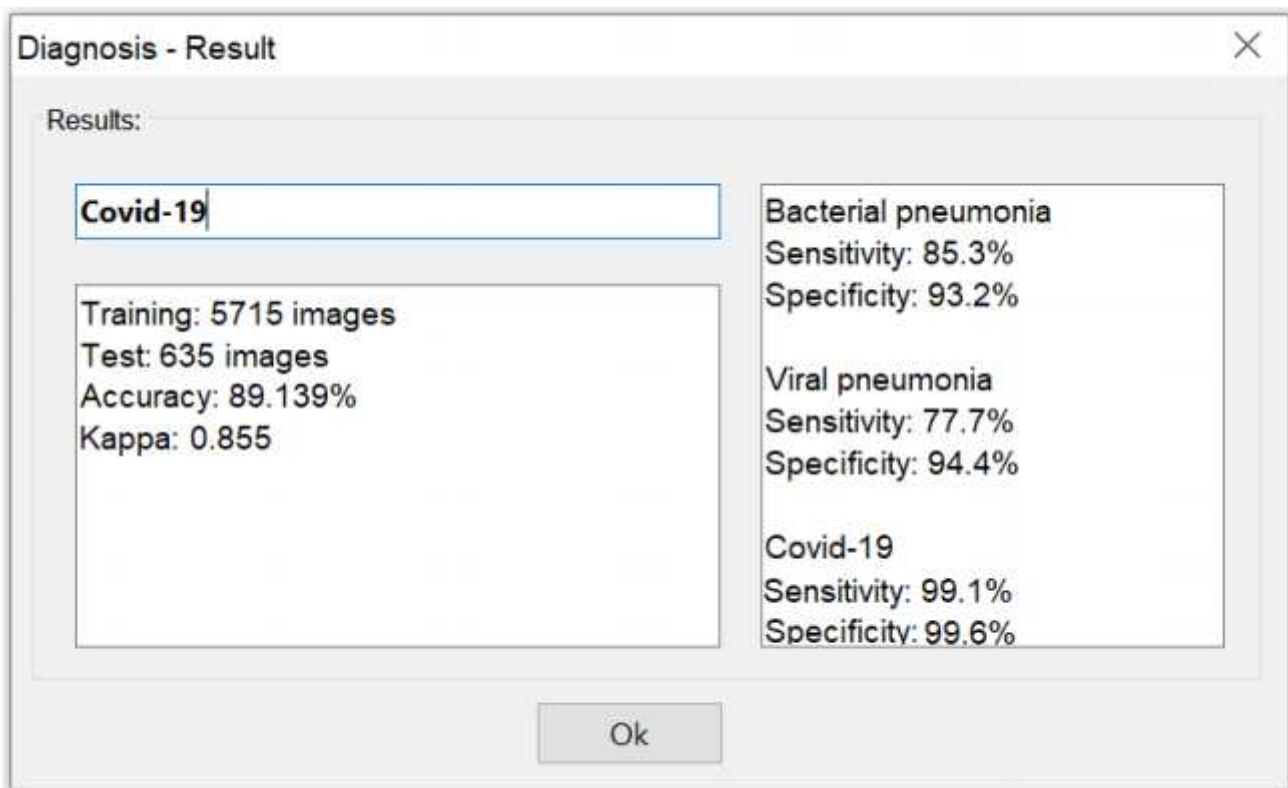 Diagnosis - Result
Results:
Covid-19
Training: 5715 images
Test: 635 images
Accuracy: 89.139%
Kappa: 0.855
Bacterial pneumonia
Sensitivity: 85.3%
Specificity: 93.2%
Viral pneumonia
Sensitivity: 77.7%
Specificity: 94.4%
Covid-19
Sensitivity: 99.1%
Specificity: 99.6%
Ok